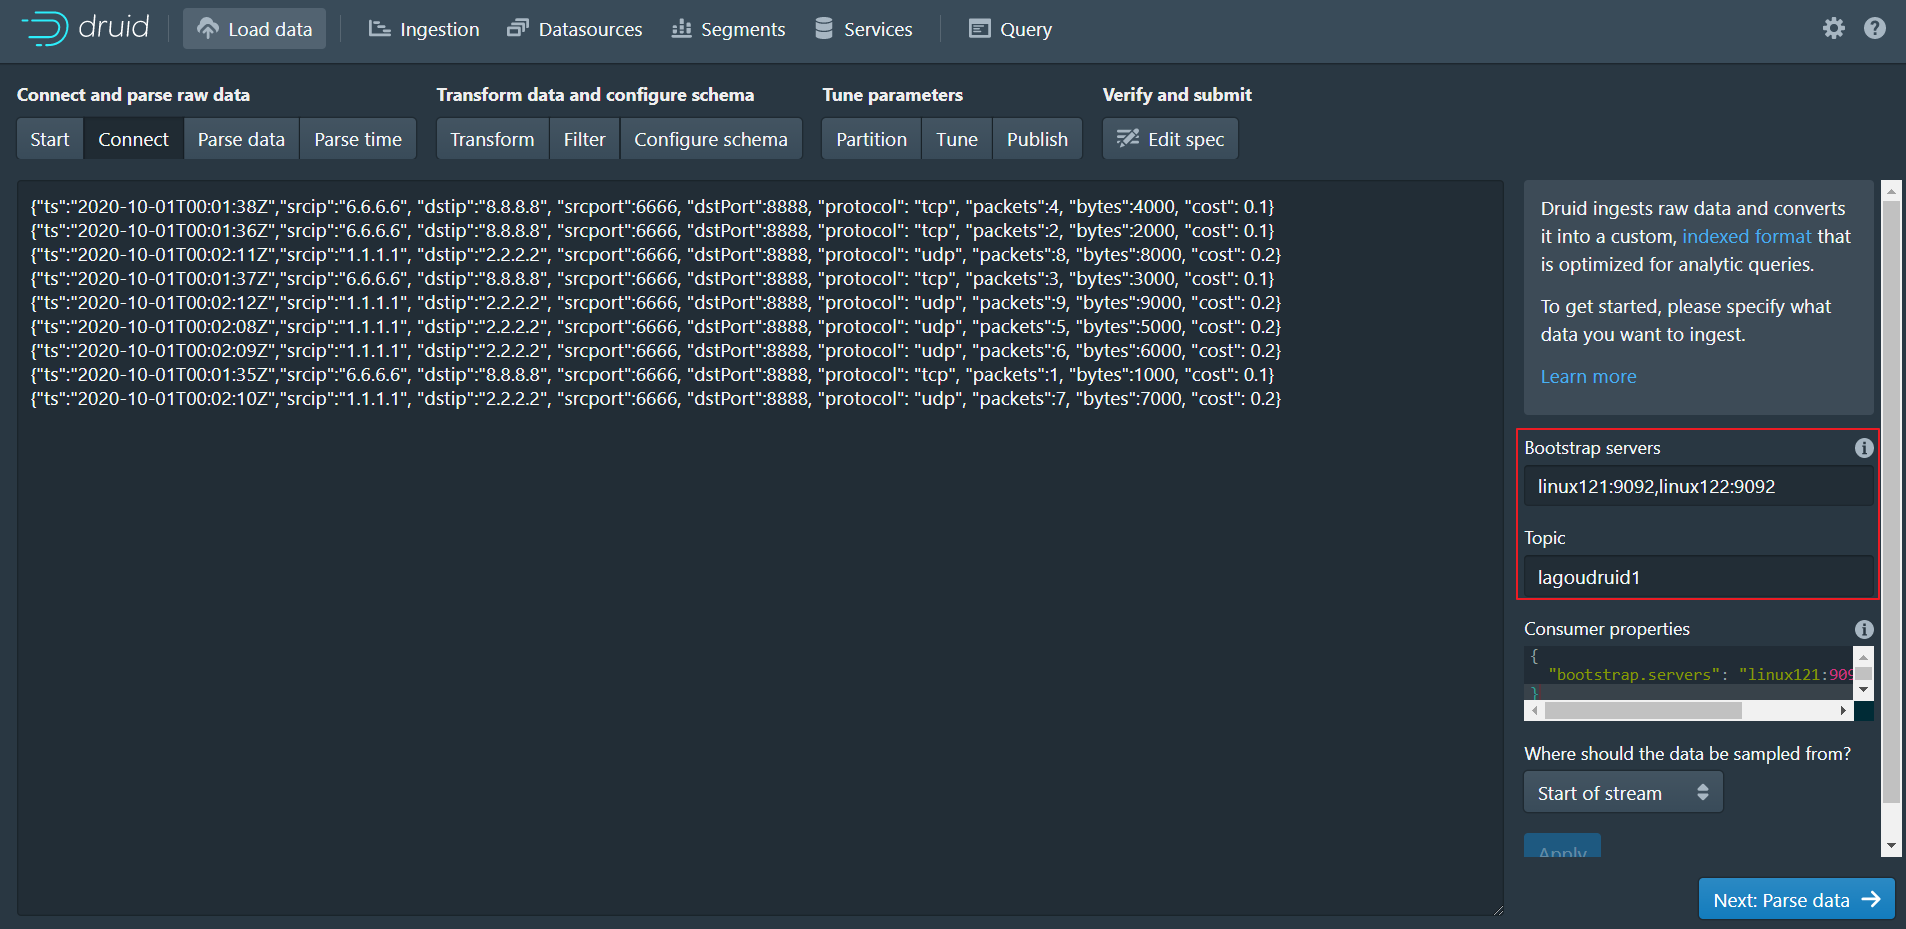 druid
Load data
Ingestion
Datasources
Segments
Services
Query
Connect and parse raw data
Transform data and configure schema
Tune parameters
Verify and submit
Start
Connect
Parse data
Parse time
Transform
Filter
Configure schema
Partition
Tune
Publish
Edit spec
{"ts":"2020-10-01T00:01:38Z","srcip":"6.6.6.6", "dstip":"8.8.8.8", "srcport":6666, "dstPort":8888, "protocol": "tcp", "packets":4, "bytes":4000, "cost": 0.1}
{"ts":"2020-10-01T00:01:36Z","srcip":"6.6.6.6", "dstip":"8.8.8.8", "srcport":6666, "dstPort":8888, "protocol": "tcp", "packets":2, "bytes":2000, "cost": 0.1}
{"ts":"2020-10-01T00:02:11Z","srcip":"1.1.1.1", "dstip":"2.2.2.2", "srcport":6666, "dstPort":8888, "protocol": "udp", "packets":8, "bytes":8000, "cost": 0.2}
{"ts":"2020-10-01T00:01:37Z","srcip":"6.6.6.6", "dstip":"8.8.8.8", "srcport":6666, "dstPort":8888, "protocol": "tcp", "packets":3, "bytes":3000, "cost": 0.1}
{"ts":"2020-10-01T00:02:12Z","srcip":"1.1.1.1", "dstip":"2.2.2.2", "srcport":6666, "dstPort":8888, "protocol": "udp", "packets":9, "bytes":9000, "cost": 0.2}
{"ts":"2020-10-01T00:02:08Z","srcip":"1.1.1.1", "dstip":"2.2.2.2", "srcport":6666, "dstPort":8888, "protocol": "udp", "packets":5, "bytes":5000, "cost": 0.2}
{"ts":"2020-10-01T00:02:09Z","srcip":"1.1.1.1", "dstip":"2.2.2.2", "srcport":6666, "dstPort":8888, "protocol": "udp", "packets":6, "bytes":6000, "cost": 0.2}
{"ts":"2020-10-01T00:01:35Z","srcip":"6.6.6.6", "dstip":"8.8.8.8", "srcport":6666, "dstPort":8888, "protocol": "tcp", "packets":1, "bytes":1000, "cost": 0.1}
{"ts":"2020-10-01T00:02:10Z","srcip":"1.1.1.1", "dstip":"2.2.2.2", "srcport":6666, "dstPort":8888, "protocol": "udp", "packets":7, "bytes":7000, "cost": 0.2}
Druid ingests raw data and converts
it into a custom, indexed format that
is optimized for analytic queries.
To get started, please specify what
data you want to ingest.
Learn more
Bootstrap servers
linux121:9092,linux122:9092
Topic
lagoudruid1
Consumer properties
{
"bootstrap.servers": "linux121:909
}
Where should the data be sampled from?
Start of stream
Apply
Next: Parse data